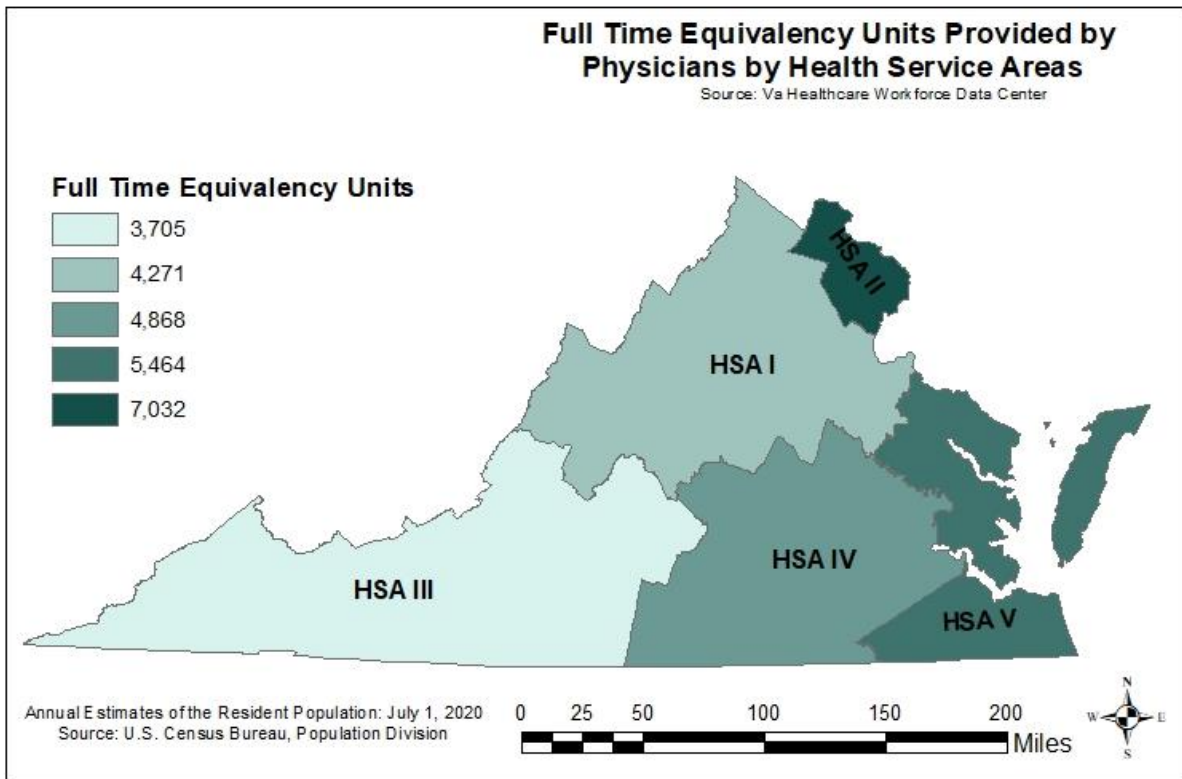 Full Time Equivalency Units Provided by
Physicians by Health Service Areas
Source: Va Healthcare Workforce Data Center
Full Time Equivalency Units
3,705
4,271
4,868
5,464
7,032
HSA II
HSA I
HSA IV
HSA III
HSA V
Annual Estimates of the Resident Population: July 1, 2020
Source: U.S. Census Bureau, Population Division
0 25 50 100 150 200
Miles
N
W E
S